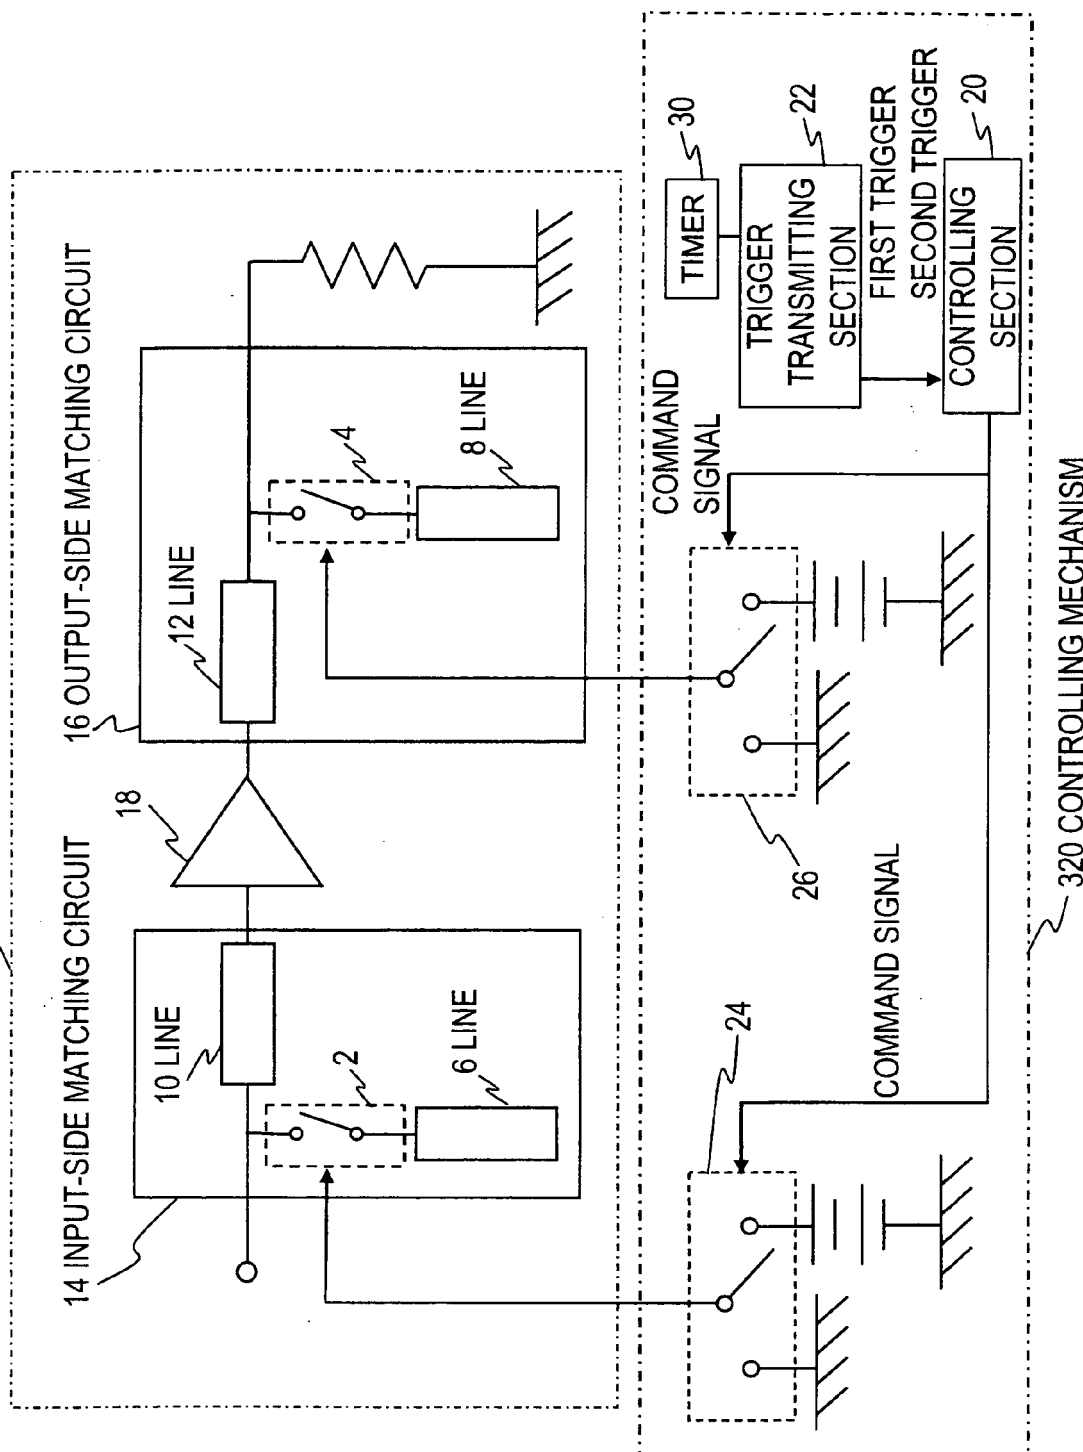 14 INPUT-SIDE MATCHING CIRCUIT
16 OUTPUT-SIDE MATCHING CIRCUIT
18
10 LINE
12 LINE
2
4
6 LINE
8 LINE
24
26
COMMAND
SIGNAL
COMMAND SIGNAL
TIMER
30
TRIGGER
TRANSMITTING
SECTION
22
FIRST TRIGGER
SECOND TRIGGER
CONTROLLING
SECTION
20
320 CONTROLLING MECHANISM